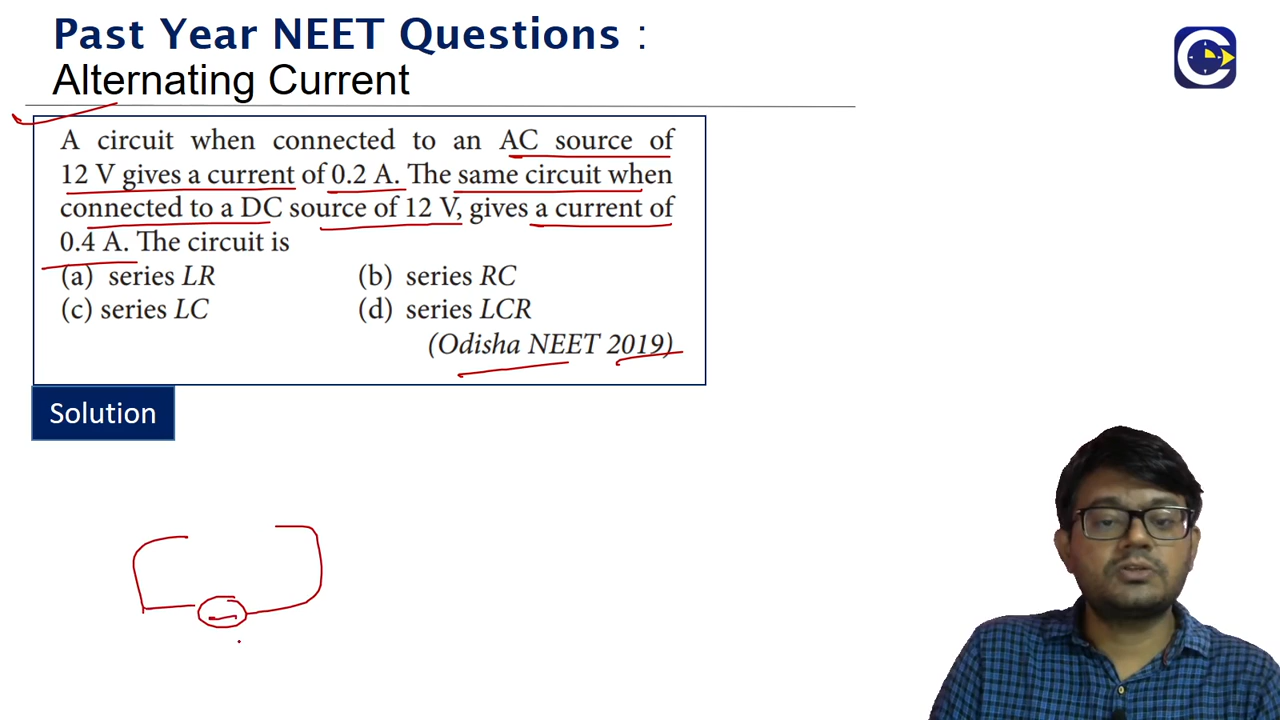 Past Year NEET Questions :
Alternating Current
A circuit when connected to an AC source of
12 V gives a current of 0.2 A. The same circuit when
connected to a DC source of 12 V, gives a current of
0.4 A. The circuit is
(a) series LR (b) series RC
(c) series LC (d) series LCR
(Odisha NEET 2019)
Solution